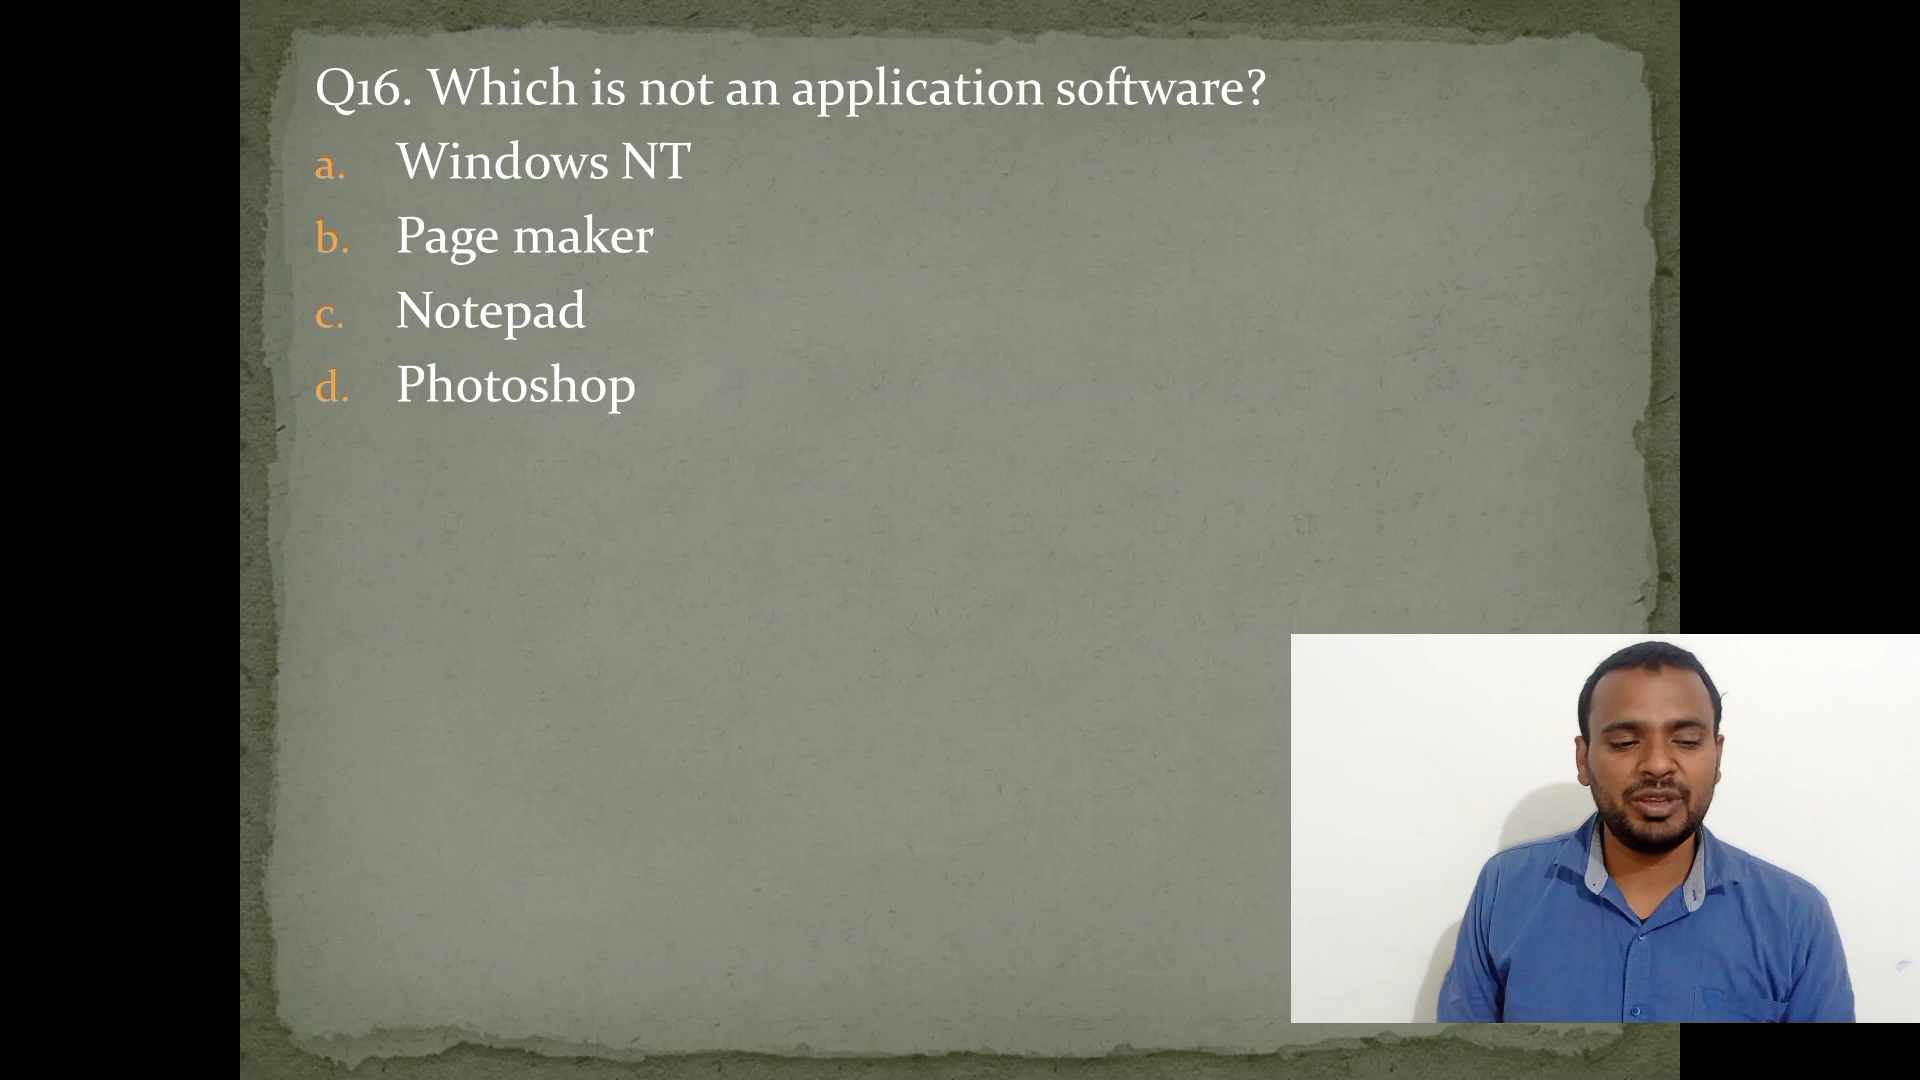 Q16. Which is not an application software?
a. Windows NT
b. Page maker
c. Notepad
d. Photoshop